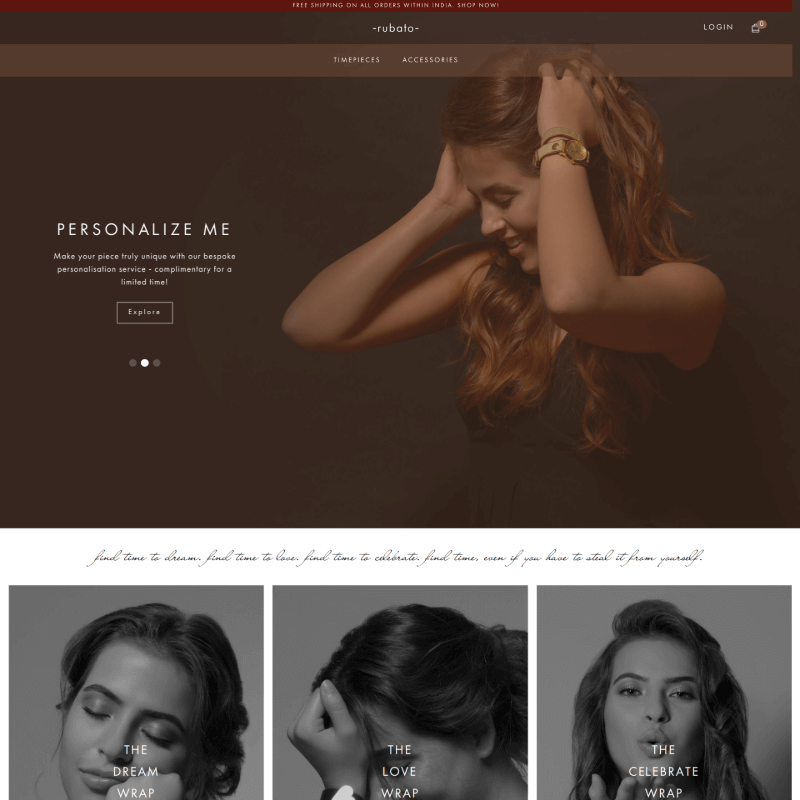 FREE SHIPPING ON ALL ORDERS WITHIN INDIA. SHOP NOW!
-rubato-
LOGIN
0
TIMEPIECES ACCESSORIES
PERSONALIZE ME
Make your piece truly unique with our bespoke
personalisation service - complimentary for a
limited time!
Explore
find time to dream. find time to love. find time to celebrate. find time, even if you have to steal it from yourself.
THE
DREAM
WRAP
THE
LOVE
WRAP
THE
CELEBRATE
WRAP